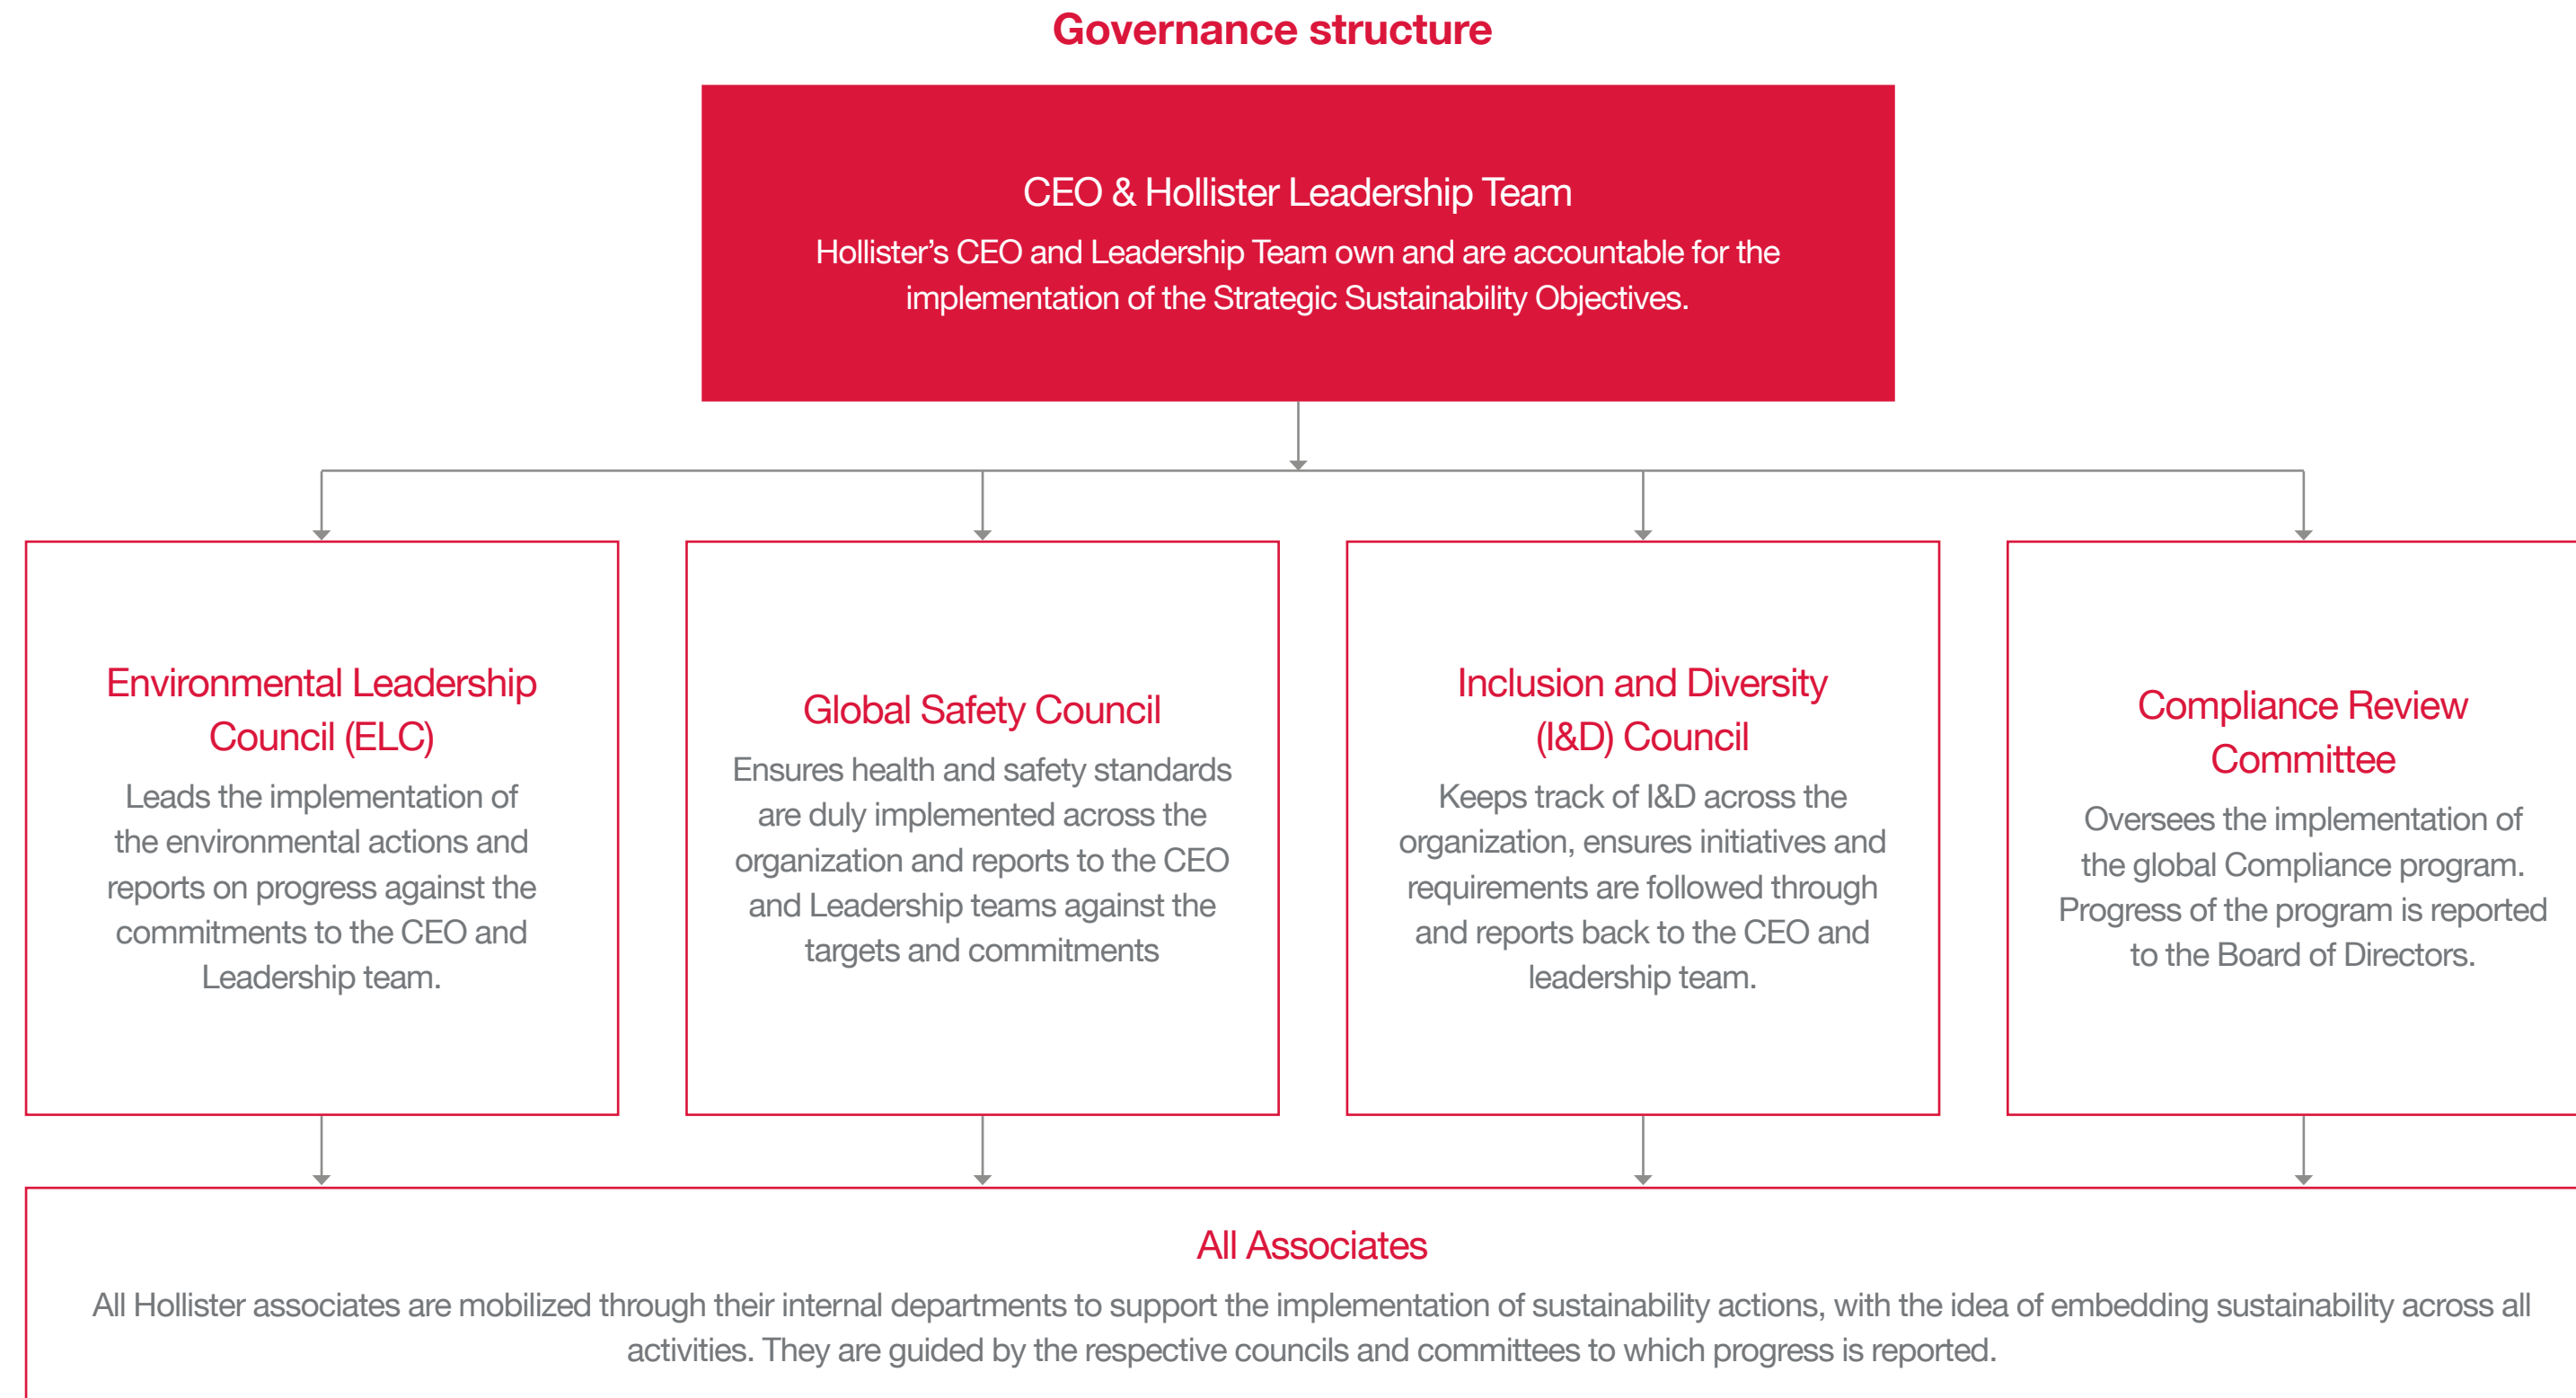 Governance structure
CEO & Hollister Leadership Team
Hollister’s CEO and Leadership Team own and are accountable for the
implementation of the Strategic Sustainability Objectives.
Environmental Leadership
Council (ELC)
Leads the implementation of
the environmental actions and
reports on progress against the
commitments to the CEO and
Leadership team.
Global Safety Council
Ensures health and safety standards
are duly implemented across the
organization and reports to the CEO
and Leadership teams against the
targets and commitments
Inclusion and Diversity
(I&D) Council
Keeps track of I&D across the
organization, ensures initiatives and
requirements are followed through
and reports back to the CEO and
leadership team.
Compliance Review
Committee
Oversees the implementation of
the global Compliance program.
Progress of the program is reported
to the Board of Directors.
All Associates
All Hollister associates are mobilized through their internal departments to support the implementation of sustainability actions, with the idea of embedding sustainability across all
activities. They are guided by the respective councils and committees to which progress is reported.